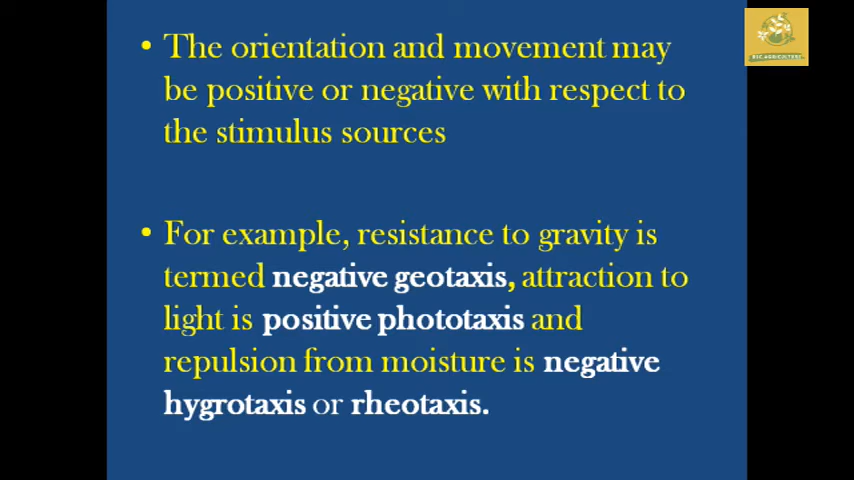 • The orientation and movement may
be positive or negative with respect to
the stimulus sources
• For example, resistance to gravity is
termed negative geotaxis, attraction to
light is positive phototaxis and
repulsion from moisture is negative
hygrotaxis or rheotaxis.
BSC.AGRICULTURE